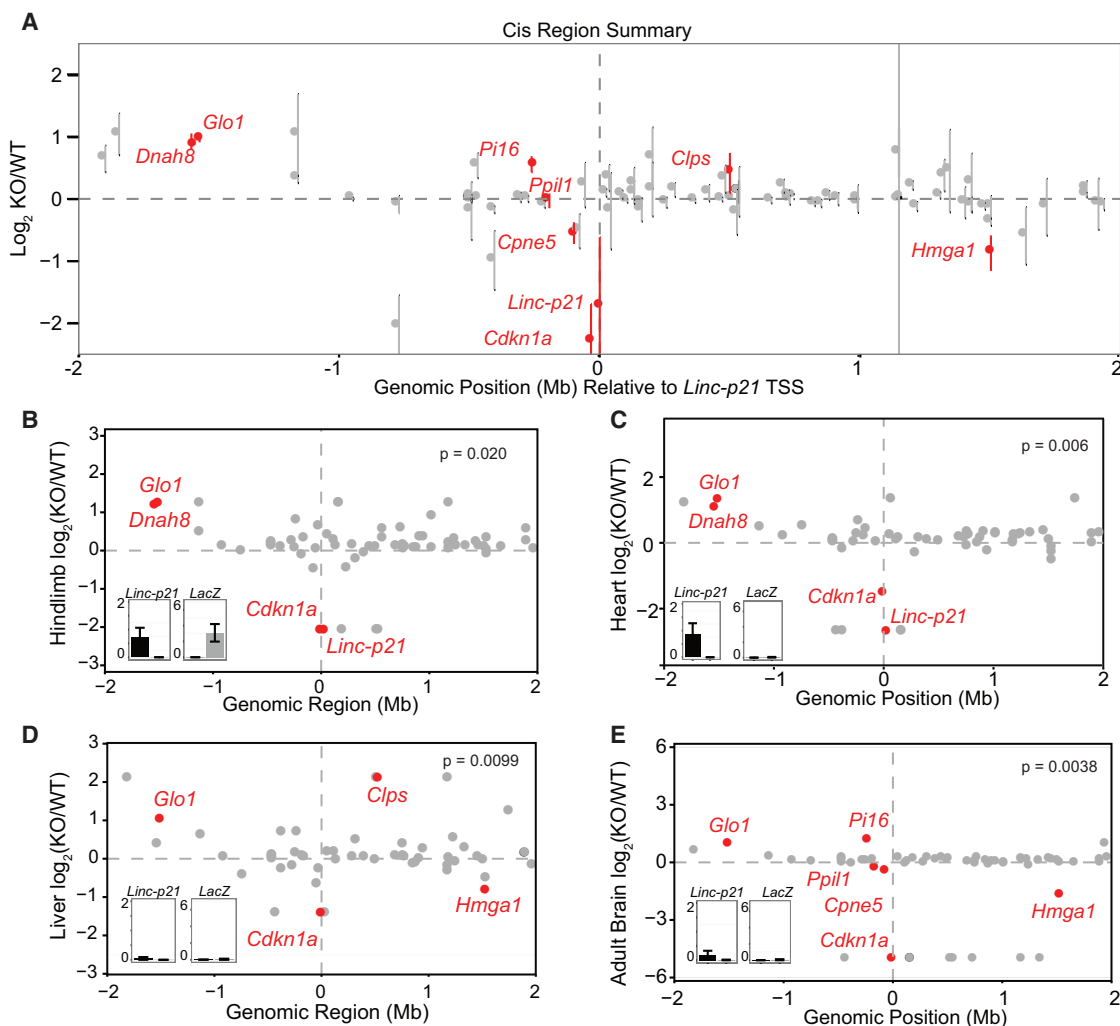 A
Cis Region Summary
Log2 KO/WT
2
1
0
−1
−2
Glo1
Dnah8
Pi16
Ppil1
Clps
Cpne5
Linc-p21
Cdkn1a
Hmga1
-2
-1
0
1
2
Genomic Position (Mb) Relative to Linc-p21 TSS
B
Hindlimb log2(KO/WT)
3
2
1
0
−1
−2
−3
p = 0.020
Glo1
Dnah8
Cdkn1a
Linc-p21
Linc-p21
LacZ
2
0
6
0
−2
−1
0
1
2
Genomic Region (Mb)
C
Heart log2(KO/WT)
2
0
−2
p = 0.006
Glo1
Dnah8
Cdkn1a
Linc-p21
Linc-p21
LacZ
2
0
6
0
−2
−1
0
1
2
Genomic Position (Mb)
D
Liver log2(KO/WT)
3
2
1
0
−1
−2
−3
p = 0.0099
Glo1
Clps
Cdkn1a
Hmga1
Linc-p21
LacZ
2
0
6
0
−2
−1
0
1
2
Genomic Region (Mb)
E
Adult Brain log2(KO/WT)
6
3
0
−3
−6
p = 0.0038
Glo1
Pi16
Ppil1
Cpne5
Cdkn1a
Hmga1
Linc-p21
LacZ
2
0
6
0
−2
−1
0
1
2
Genomic Position (Mb)